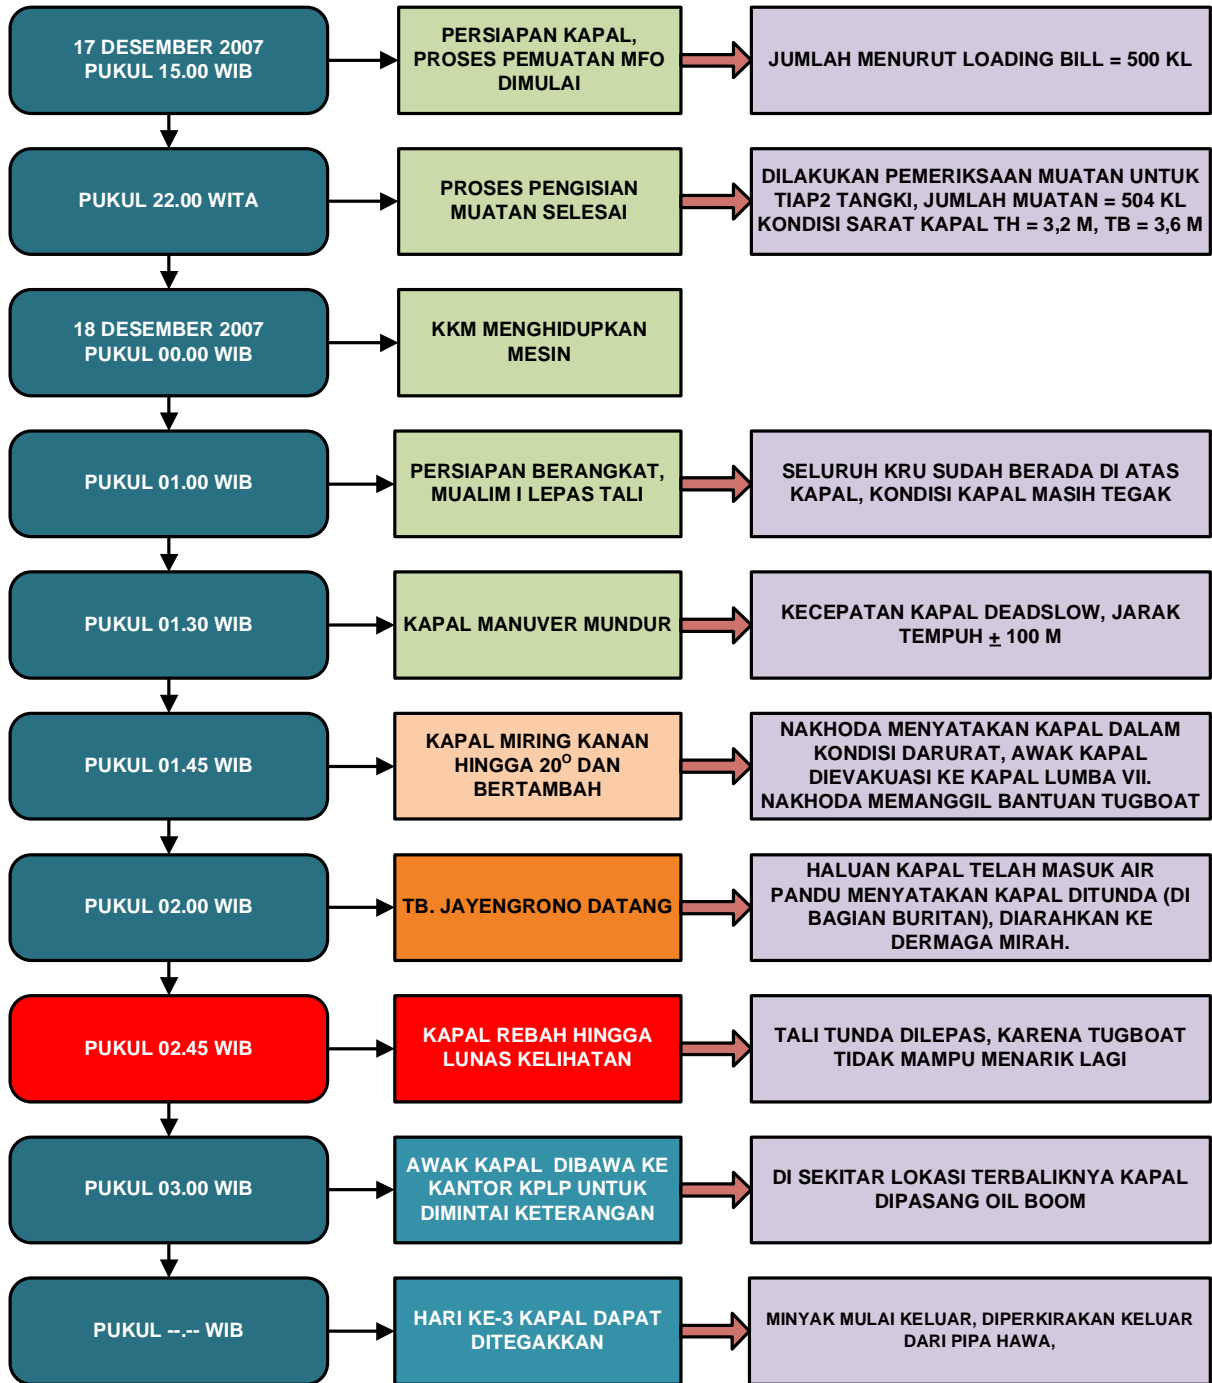 17 DESEMBER 2007
PUKUL 15.00 WIB
PERSIAPAN KAPAL,
PROSES PEMUATAN MFO
DIMULAI
JUMLAH MENURUT LOADING BILL = 500 KL
PUKUL 22.00 WITA
PROSES PENGISIAN
MUATAN SELESAI
DILAKUKAN PEMERIKSAAN MUATAN UNTUK
TIAP2 TANGKI, JUMLAH MUATAN = 504 KL
KONDISI SARAT KAPAL TH = 3,2 M, TB = 3,6 M
18 DESEMBER 2007
PUKUL 00.00 WIB
KKM MENGHIDUPKAN
MESIN
PUKUL 01.00 WIB
PERSIAPAN BERANGKAT,
MUALIM I LEPAS TALI
SELURUH KRU SUDAH BERADA DI ATAS
KAPAL, KONDISI KAPAL MASIH TEGAK
PUKUL 01.30 WIB
KAPAL MANUVER MUNDUR
KECEPATAN KAPAL DEADSLOW, JARAK
TEMPUH ± 100 M
PUKUL 01.45 WIB
KAPAL MIRING KANAN
HINGGA 20° DAN
BERTAMBAH
NAKHODA MENYATAKAN KAPAL DALAM
KONDISI DARURAT, AWAK KAPAL
DIEVAKUASI KE KAPAL LUMBA VII.
NAKHODA MEMANGGIL BANTUAN TUGBOAT
PUKUL 02.00 WIB
TB. JAYENGRONO DATANG
HALUAN KAPAL TELAH MASUK AIR
PANDU MENYATAKAN KAPAL DITUNDA (DI
BAGIAN BURITAN), DIARAHKAN KE
DERMAGA MIRAH.
PUKUL 02.45 WIB
KAPAL REBAH HINGGA
LUNAS KELIHATAN
TALI TUNDA DILEPAS, KARENA TUGBOAT
TIDAK MAMPU MENARIK LAGI
PUKUL 03.00 WIB
AWAK KAPAL DIBAWA KE
KANTOR KPLP UNTUK
DIMINTAI KETERANGAN
DI SEKITAR LOKASI TERBALIKNYA KAPAL
DIPASANG OIL BOOM
PUKUL --.-- WIB
HARI KE-3 KAPAL DAPAT
DITEGAKKAN
MINYAK MULAI KELUAR, DIPERKIRAKAN KELUAR
DARI PIPA HAWA,